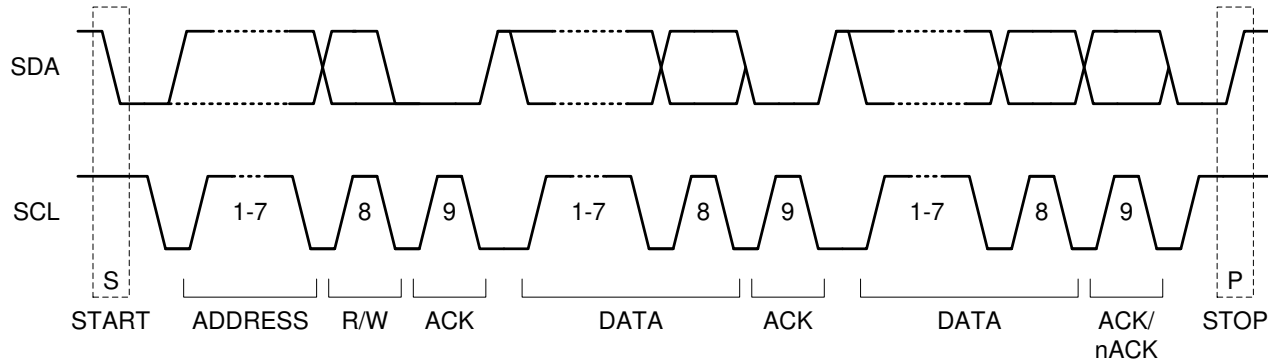 SDA
SCL
1-7
8
9
1-7
8
9
1-7
8
9
S
P
START
ADDRESS
R/W
ACK
DATA
ACK
DATA
ACK/
nACK
STOP